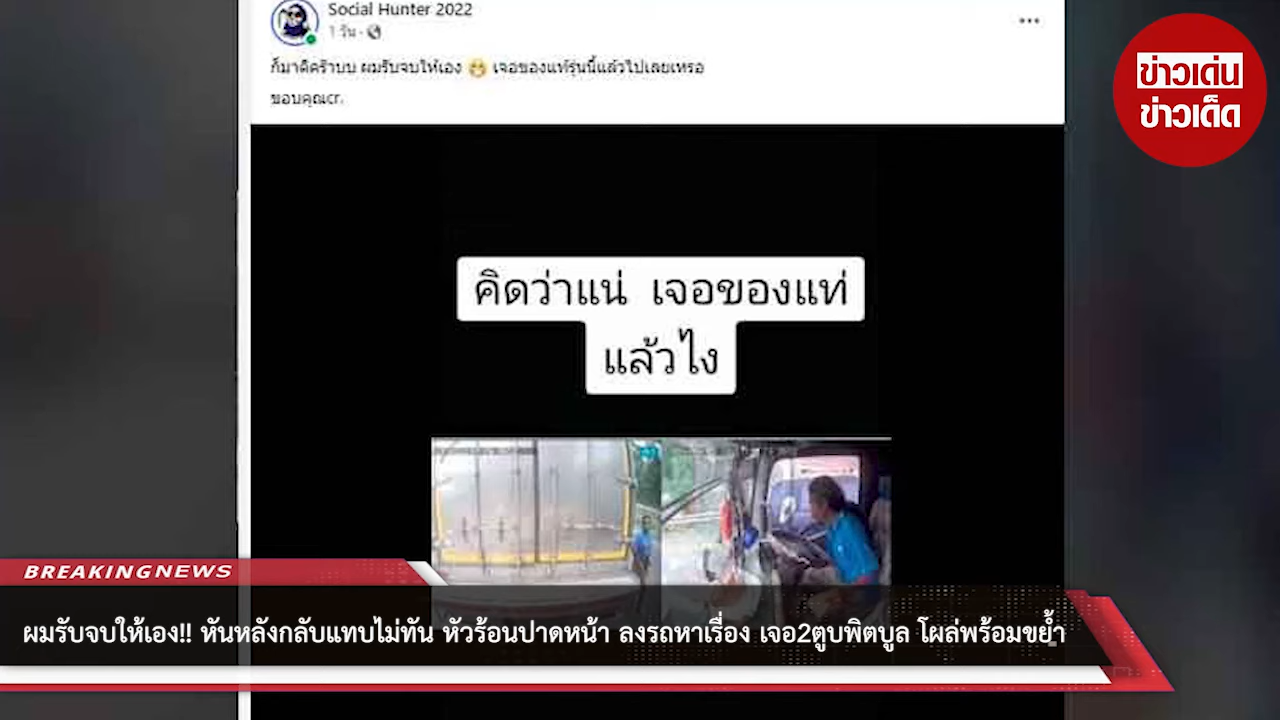 Social Hunter 2022
1 วัน ·
ก็มาดิคร้าบบ ผมรับจบให้เอง 😁 เจอของแท้รุ่นนี้แล้วไปเลยเหรอ
ขอบคุณcr.
ข่าวเด่น
ข่าวเด็ด
คิดว่าแน่ เจอของแท่
แล้วไง
BREAKING NEWS
ผมรับจบให้เอง!! หันหลังกลับแทบไม่ทัน หัวร้อนปาดหน้า ลงรถหาเรื่อง เจอ2ตูบพิตบูล โผล่พร้อมขย้ำ